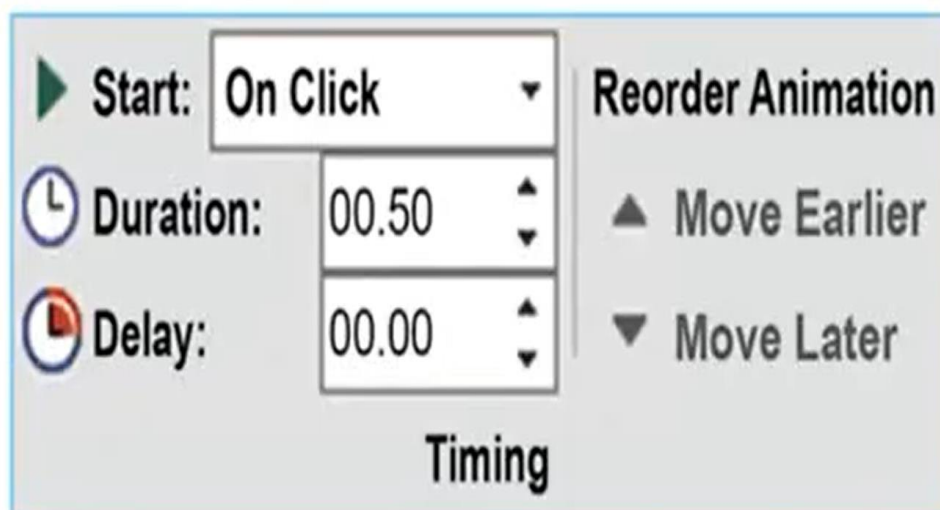 Start: On Click Reorder Animation
Duration: 00.50 Move Earlier
Delay: 00.00 Move Later
Timing